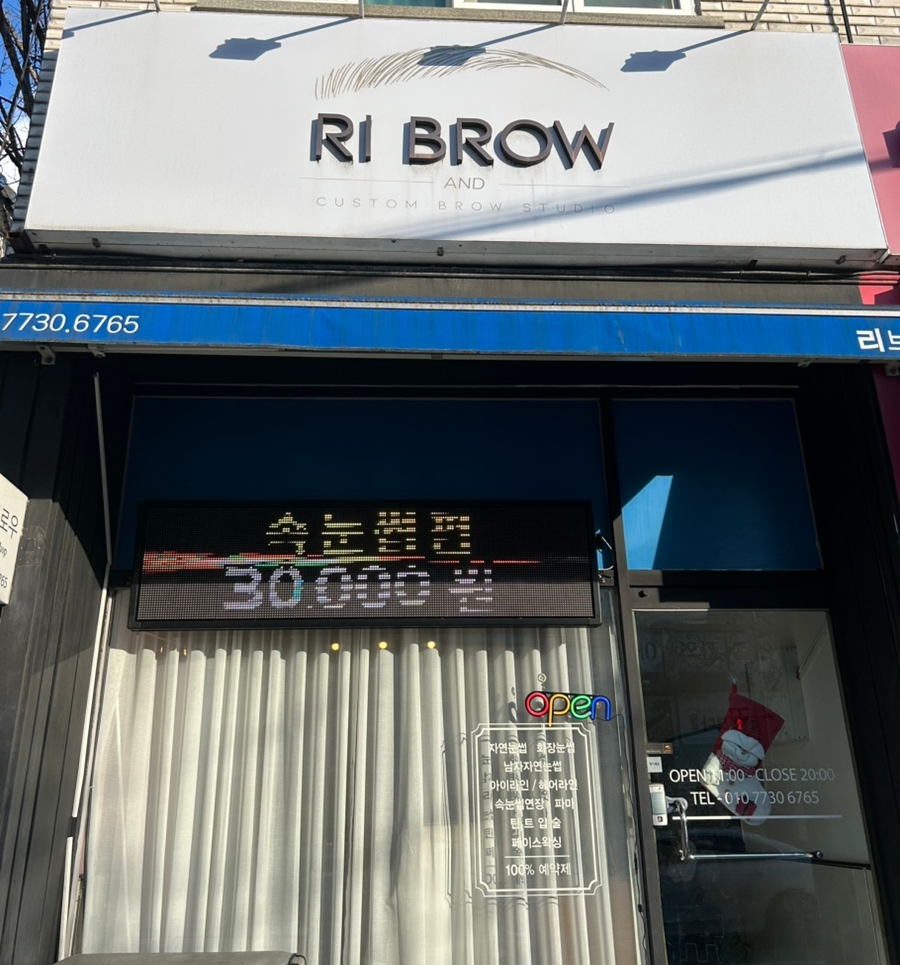 RI BROW
AND
CUSTOM BROW STUDIO
7730.6765
리브
속눈썹펌
30.000 원
로우
765
open
자연눈썹 화장눈썹
남자자연눈썹
아이라인 / 헤어라인
속눈썹연장 파마
틴트 입술
페이스왁싱
100% 예약제
OPEN 11:00 - CLOSE 20:00
TEL - 010 7730 6765